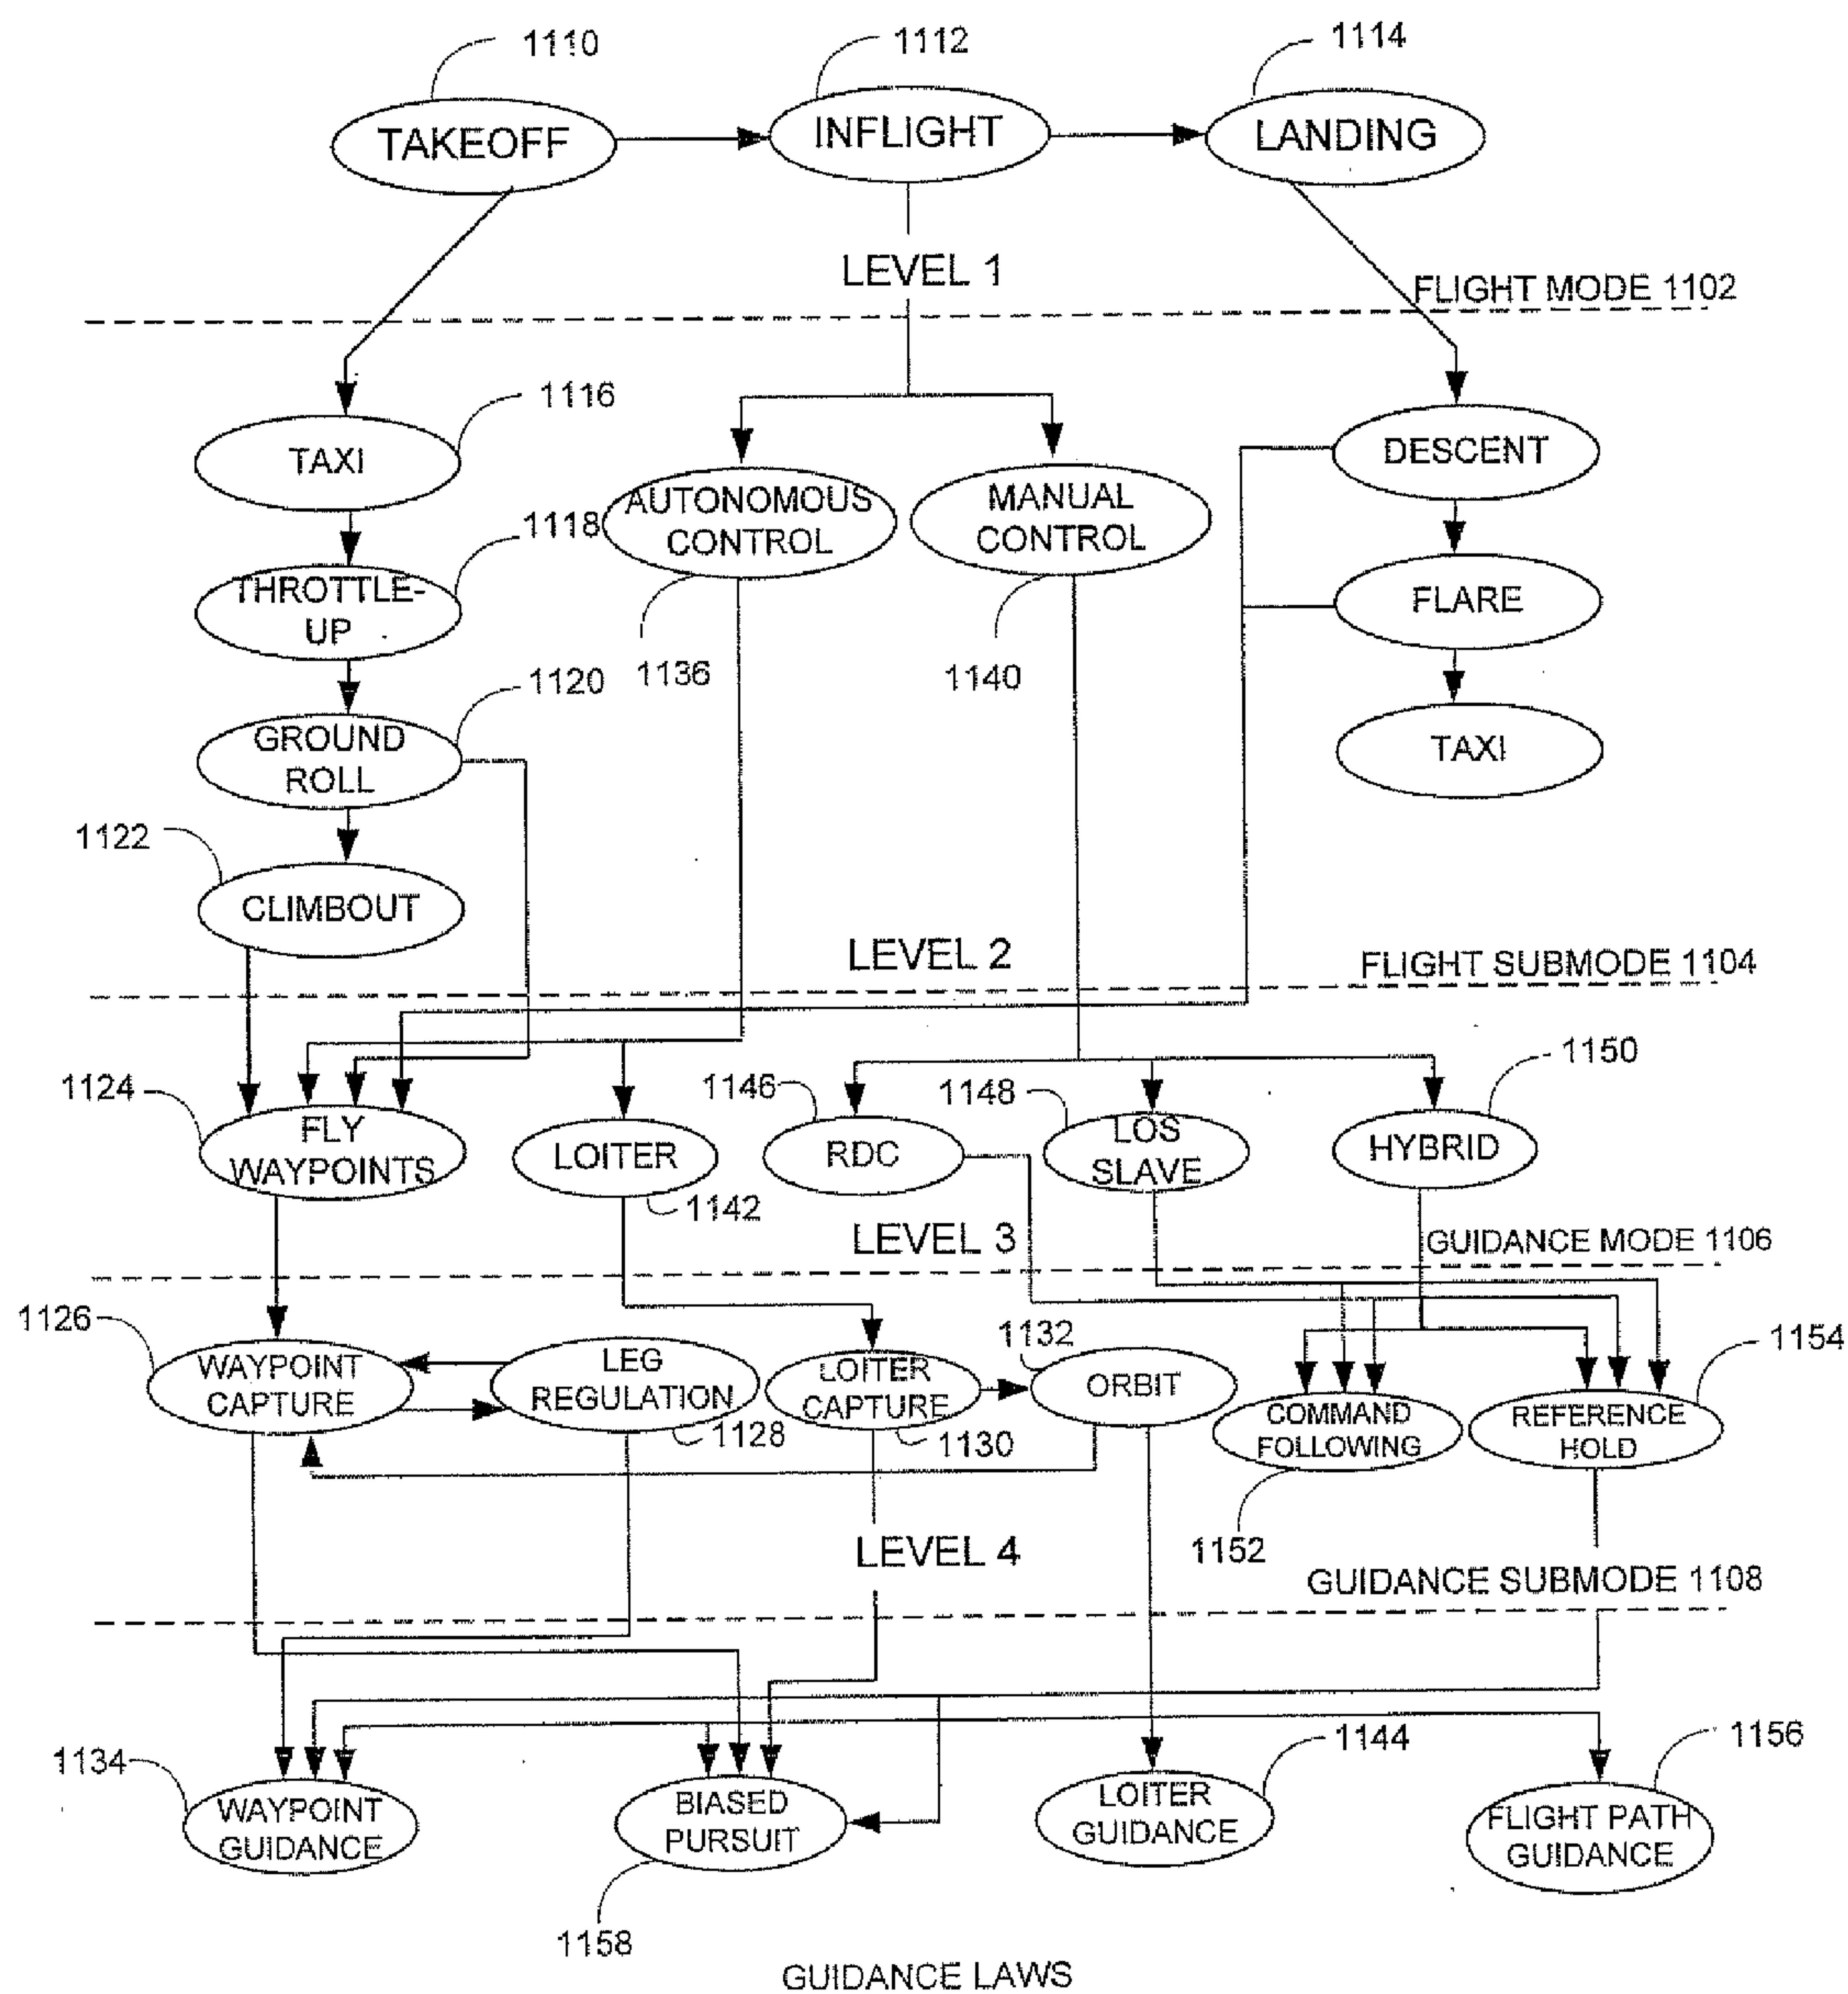 1110
1112
1114
TAKEOFF
INFLIGHT
LANDING
LEVEL 1
FLIGHT MODE 1102
1116
TAXI
AUTONOMOUS
CONTROL
MANUAL
CONTROL
DESCENT
1118
THROTTLE-
UP
FLARE
1136
1140
1120
GROUND
ROLL
TAXI
1122
CLIMBOUT
LEVEL 2
FLIGHT SUBMODE 1104
1124
1146
1148
1150
FLY
WAYPOINTS
LOITER
RDC
LOS
SLAVE
HYBRID
1142
LEVEL 3
GUIDANCE MODE 1106
1126
1132
1154
WAYPOINT
CAPTURE
LEG
REGULATION
LOITER
CAPTURE
ORBIT
COMMAND
FOLLOWING
REFERENCE
HOLD
1128
1130
1152
LEVEL 4
GUIDANCE SUBMODE 1108
1134
1144
1156
WAYPOINT
GUIDANCE
BIASED
PURSUIT
LOITER
GUIDANCE
FLIGHT PATH
GUIDANCE
1158
GUIDANCE LAWS